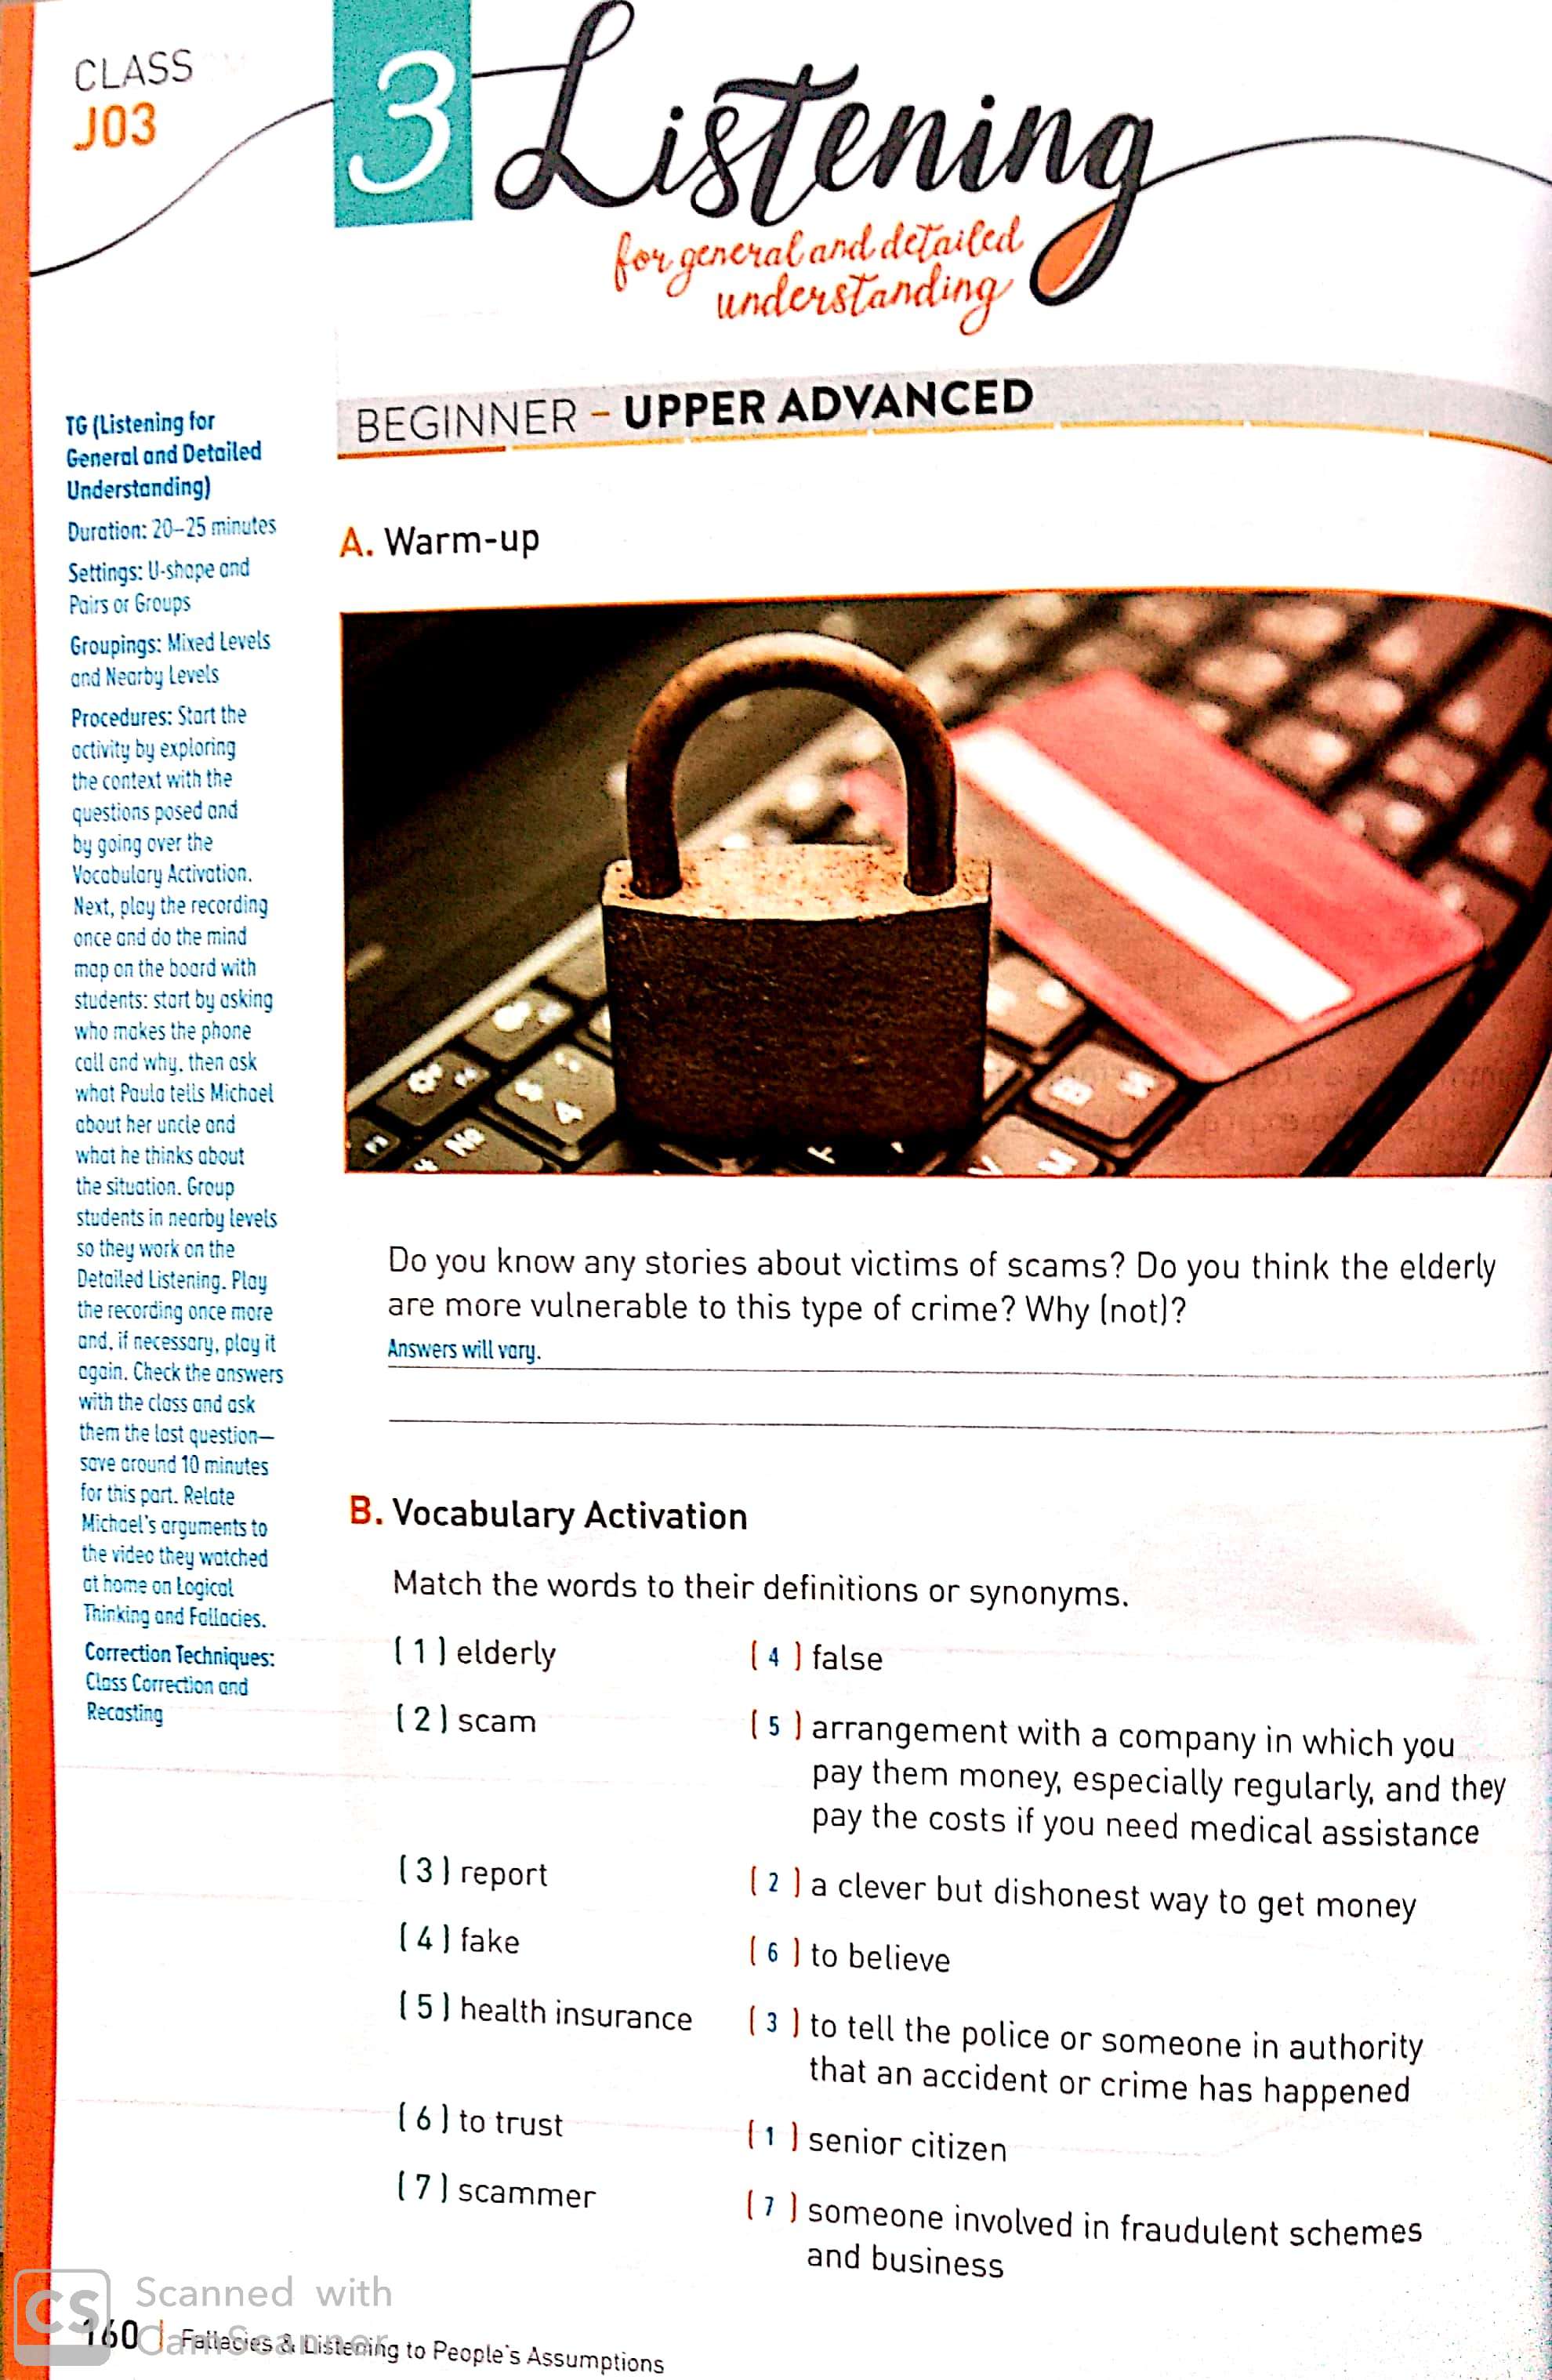 CLASS
J03
3 Listening
for general and detailed
understanding
BEGINNER – UPPER ADVANCED
TG (Listening for
General and Detailed
Understanding)
Duration: 20–25 minutes
Settings: U-shape and
Pairs or Groups
Groupings: Mixed Levels
and Nearby Levels
Procedures: Start the
activity by exploring
the context with the
questions posed and
by going over the
Vocabulary Activation.
Next, play the recording
once and do the mind
map on the board with
students: start by asking
who makes the phone
call and why, then ask
what Paula tells Michael
about her uncle and
what he thinks about
the situation. Group
students in nearby levels
so they work on the
Detailed Listening. Play
the recording once more
and, if necessary, play it
again. Check the answers
with the class and ask
them the last question—
save around 10 minutes
for this part. Relate
Michael's arguments to
the video they watched
at home on Logical
Thinking and Fallacies.
Correction Techniques:
Class Correction and
Recasting
A. Warm-up
Do you know any stories about victims of scams? Do you think the elderly
are more vulnerable to this type of crime? Why (not)?
Answers will vary.
B. Vocabulary Activation
Match the words to their definitions or synonyms.
( 1 ) elderly
( 2 ) scam
( 3 ) report
( 4 ) fake
( 5 ) health insurance
( 6 ) to trust
( 7 ) scammer
( 4 ) false
( 5 ) arrangement with a company in which you
pay them money, especially regularly, and they
pay the costs if you need medical assistance
( 2 ) a clever but dishonest way to get money
( 6 ) to believe
( 3 ) to tell the police or someone in authority
that an accident or crime has happened
( 1 ) senior citizen
( 7 ) someone involved in fraudulent schemes
and business
160 | Fallacies & Listening to People's Assumptions
CS Scanned with
CamScanner